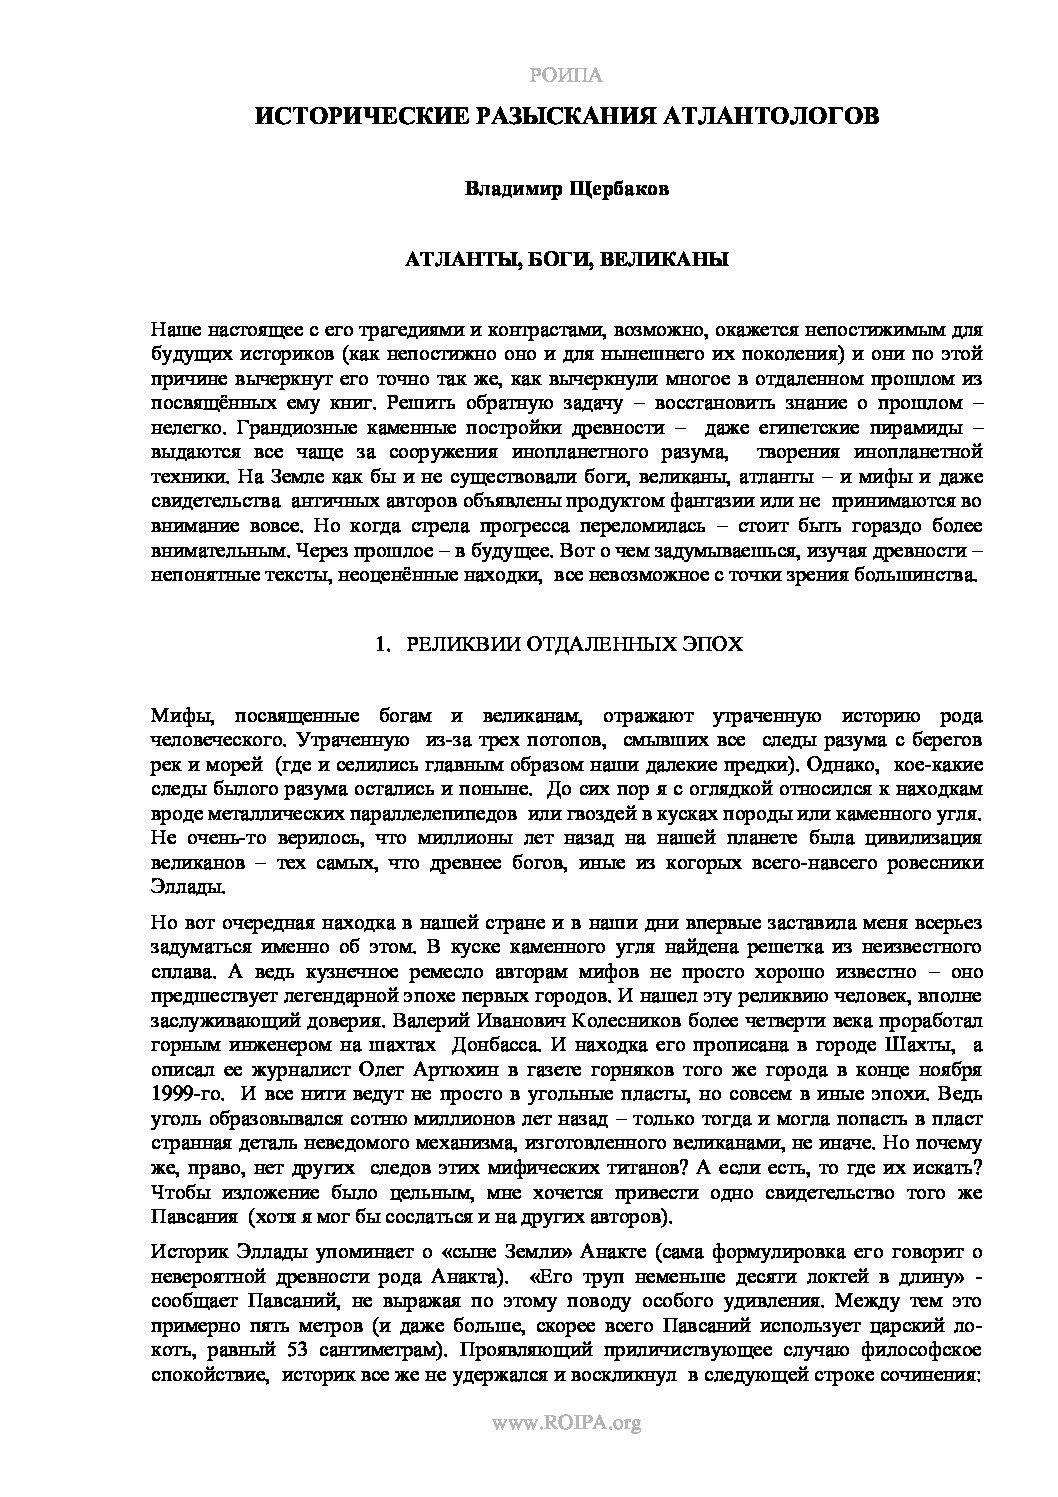 РОИПА
ИСТОРИЧЕСКИЕ РАЗЫСКАНИЯ АТЛАНТОЛОГОВ
Владимир Щербаков
АТЛАНТЫ, БОГИ, ВЕЛИКАНЫ
Наше настоящее с его трагедиями и контрастами, возможно, окажется непостижимым для
будущих историков (как непостижно оно и для нынешнего их поколения) и они по этой
причине вычеркнут его точно так же, как вычеркнули многое в отдаленном прошлом из
посвящённых ему книг. Решить обратную задачу – восстановить знание о прошлом –
нелегко. Грандиозные каменные постройки древности – даже египетские пирамиды –
выдаются все чаще за сооружения инопланетного разума, творения инопланетной
техники. На Земле как бы и не существовали боги, великаны, атланты – и мифы и даже
свидетельства античных авторов объявлены продуктом фантазии или не принимаются во
внимание вовсе. Но когда стрела прогресса переломилась – стоит быть гораздо более
внимательным. Через прошлое – в будущее. Вот о чем задумываешься, изучая древности –
непонятные тексты, неоценённые находки, все невозможное с точки зрения большинства.
1. РЕЛИКВИИ ОТДАЛЕННЫХ ЭПОХ
Мифы, посвященные богам и великанам, отражают утраченную историю рода
человеческого. Утраченную из-за трех потопов, смывших все следы разума с берегов
рек и морей (где и селились главным образом наши далекие предки). Однако, кое-какие
следы былого разума остались и поныне. До сих пор я с оглядкой относился к находкам
вроде металлических параллелепипедов или гвоздей в кусках породы или каменного угля.
Не очень-то верилось, что миллионы лет назад на нашей планете была цивилизация
великанов – тех самых, что древнее богов, иные из когорых всего-навсего ровесники
Эллады.
Но вот очередная находка в нашей стране и в наши дни впервые заставила меня всерьез
задуматься именно об этом. В куске каменного угля найдена решетка из неизвестного
сплава. А ведь кузнечное ремесло авторам мифов не просто хорошо известно – оно
предшествует легендарной эпохе первых городов. И нашел эту реликвию человек, вполне
заслуживающий доверия. Валерий Иванович Колесников более четверти века проработал
горным инженером на шахтах Донбасса. И находка его прописана в городе Шахты, а
описал ее журналист Олег Артюхин в газете горняков того же города в конце ноября
1999-го. И все нити ведут не просто в угольные пласты, но совсем в иные эпохи. Ведь
уголь образовывался сотню миллионов лет назад – только тогда и могла попасть в пласт
странная деталь неведомого механизма, изготовленного великанами, не иначе. Но почему
же, право, нет других следов этих мифических титанов? А если есть, то где их искать?
Чтобы изложение было цельным, мне хочется привести одно свидетельство того же
Павсания (хотя я мог бы сослаться и на других авторов).
Историк Эллады упоминает о «сыне Земли» Анакте (сама формулировка его говорит о
невероятной древности рода Анакта). «Его труп неменьше десяти локтей в длину» -
сообщает Павсаний, не выражая по этому поводу особого удивления. Между тем это
примерно пять метров (и даже больше, скорее всего Павсаний использует царский ло-
коть, равный 53 сантиметрам). Проявляющий приличиствующее случаю философское
спокойствие, историк все же не удержался и воскликнул в следующей строке сочинения:
www.ROIPA.org